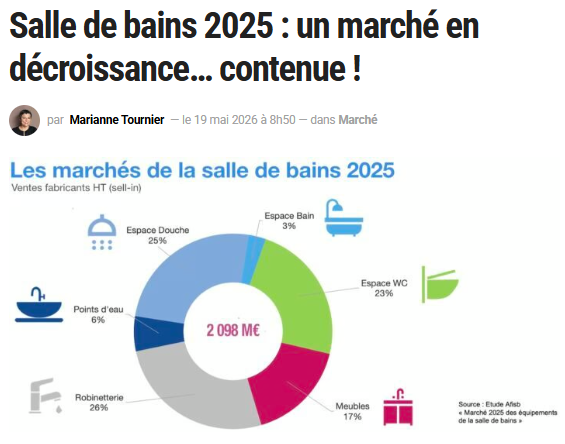 Salle de bains 2025 : un marché en
décroissance... contenue !
par Marianne Tournier — le 19 mai 2026 à 8h50 — dans Marché
Les marchés de la salle de bains 2025
Ventes fabricants HT (sell-in)
Espace Bain
3%
Espace Douche
25%
Espace WC
23%
Points d'eau
6%
2 098 M€
Robinetterie
26%
Meubles
17%
Source : Etude Afisb
« Marché 2025 des équipements
de la salle de bains »